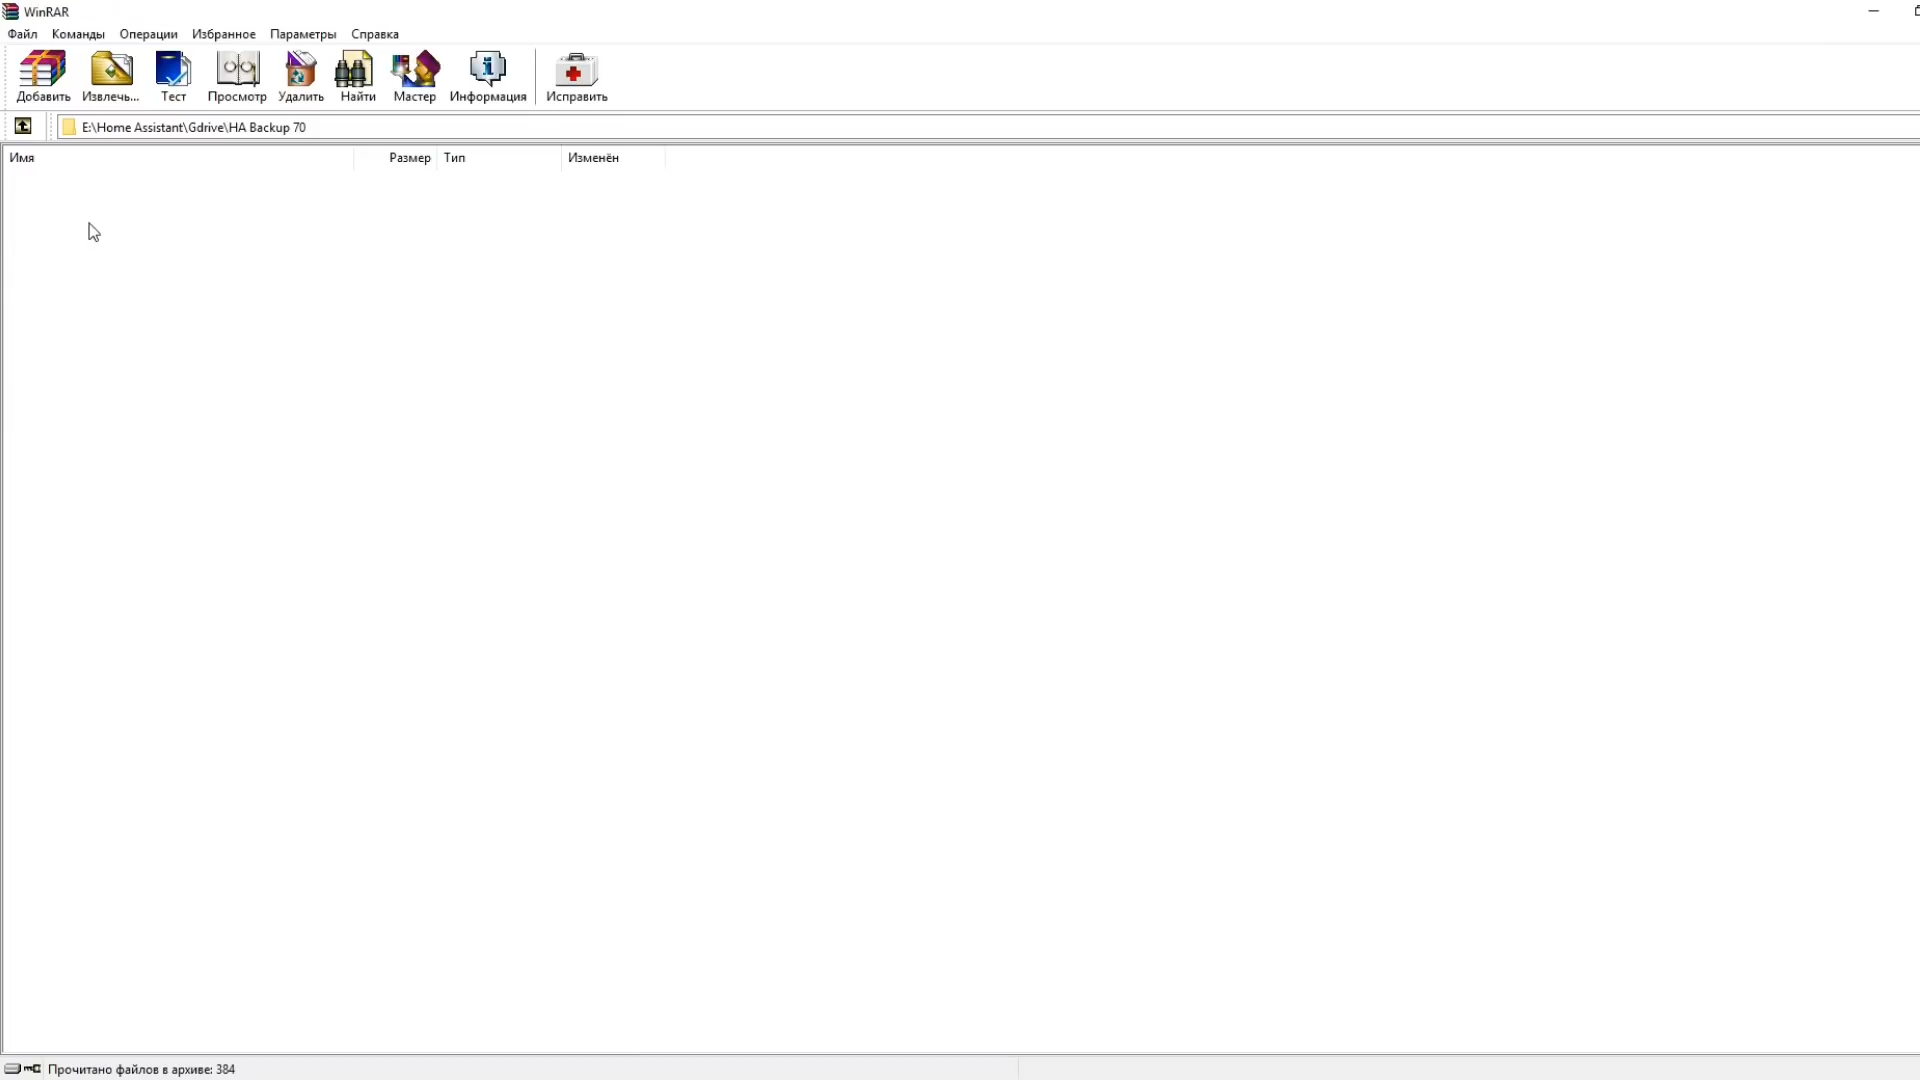 WinRAR
Файл Команды Операции Избранное Параметры Справка
Добавить Извлечь... Тест Просмотр Удалить Найти Мастер Информация Исправить
E:\Home Assistant\Gdrive\HA Backup 70
Имя Размер Тип Изменён
Прочитано файлов в архиве: 384